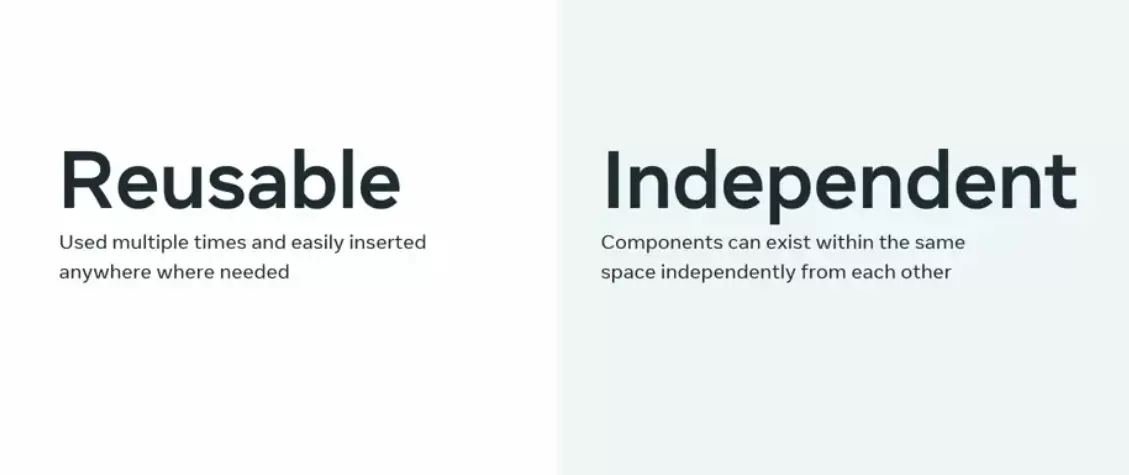 Reusable
Used multiple times and easily inserted
anywhere where needed
Independent
Components can exist within the same
space independently from each other